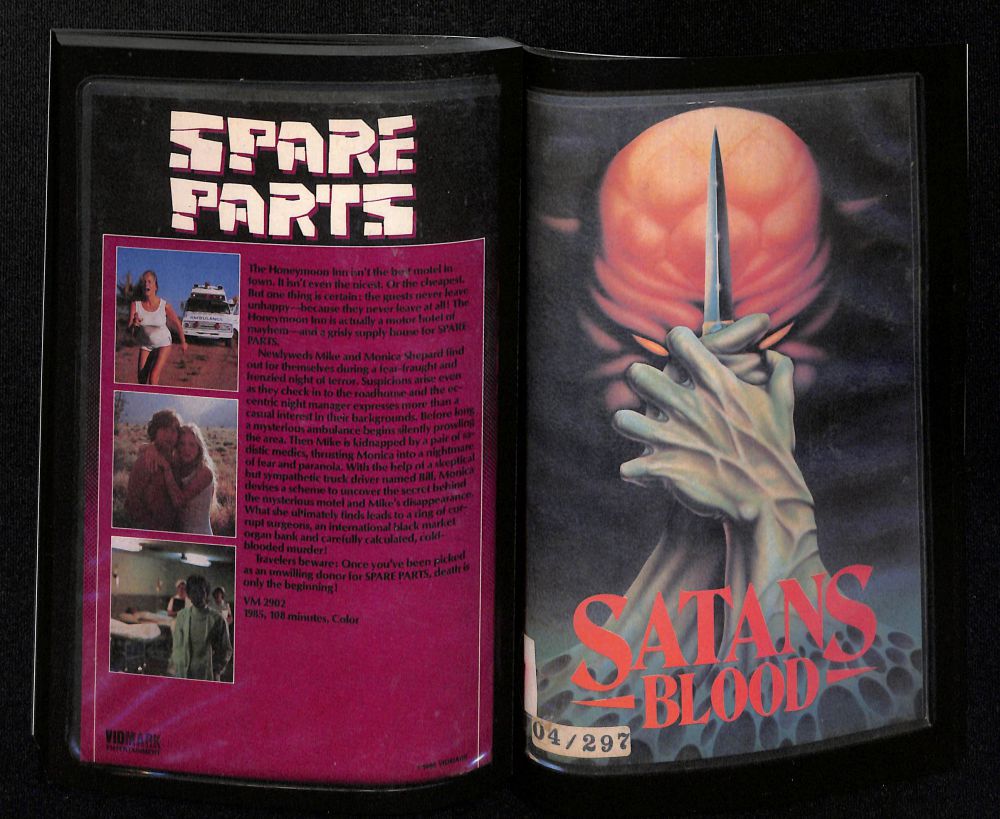 SPARE
PARTS
The Honeymoon Inn isn't the best motel in
town. It isn't even the nicest. Or the cheapest.
But one thing is certain: the guests never leave
unhappy—because they never leave at all! The
Honeymoon Inn is actually a motor hotel of
mayhem—and a grisly supply house for SPARE
PARTS.
Newlyweds Mike and Monica Shepard find
out for themselves during a fear-fraught and
frenzied night of terror. Suspicions arise even
as they check in to the roadhouse and the ec-
centric night manager expresses more than a
casual interest in their backgrounds. Before long
a mysterious ambulance begins silently prowling
the area. Then Mike is kidnapped by a pair of sa-
distic medics, thrusting Monica into a nightmare
of fear and paranoia. With the help of a skeptical
but sympathetic truck driver named Bill, Monica
devises a scheme to uncover the secret behind
the mysterious motel and Mike's disappearance.
What she ultimately finds leads to a ring of cor-
rupt surgeons, an international black market
organ bank and carefully calculated, cold-
blooded murder!
Travelers beware: Once you've been picked
as an unwilling donor for SPARE PARTS, death is
only the beginning!
VM 2902
1985, 108 minutes, Color
AMBULANCE
VIDMARK
ENTERTAINMENT
VIDMARK
SATANS
BLOOD
04/297